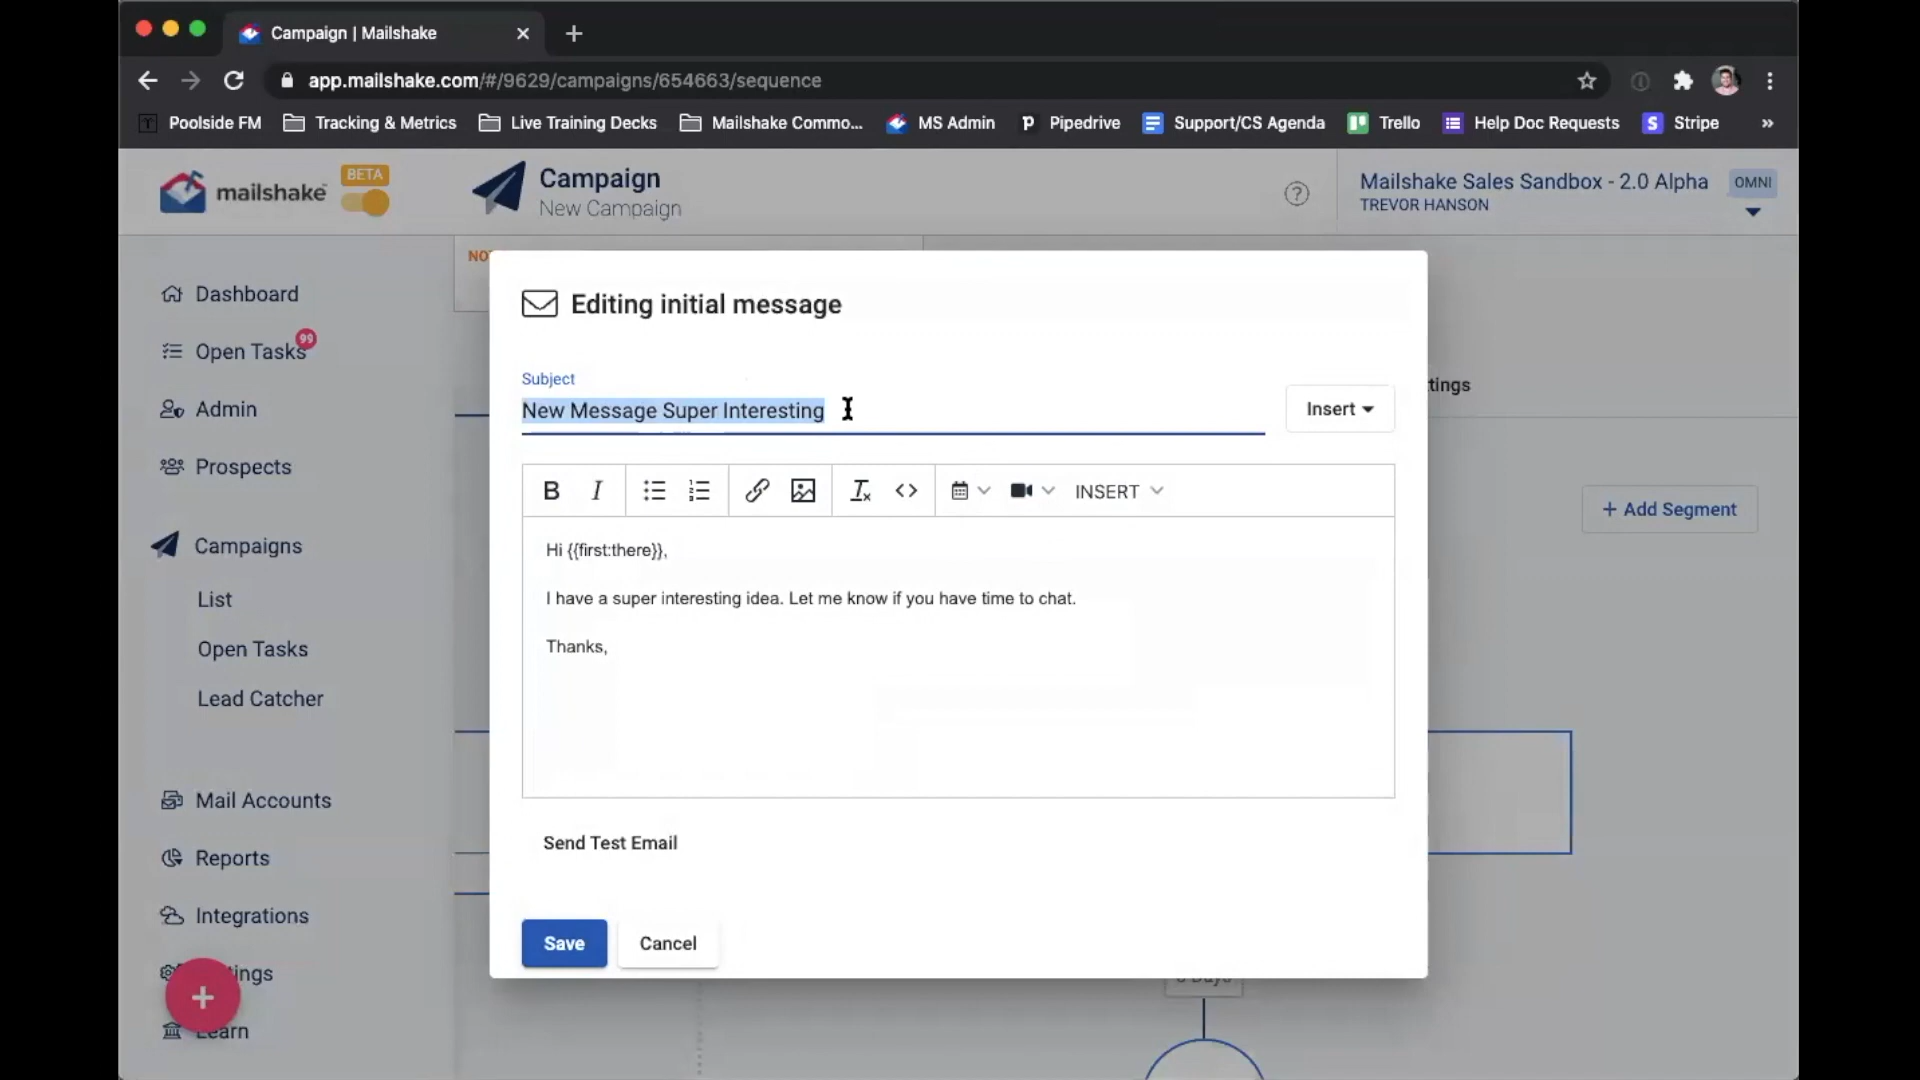 Campaign | Mailshake
app.mailshake.com/#/9629/campaigns/654663/sequence
Poolside FM
Tracking & Metrics
Live Training Decks
Mailshake Commo...
MS Admin
Pipedrive
Support/CS Agenda
Trello
Help Doc Requests
Stripe
»
mailshake
BETA
Campaign
New Campaign
Mailshake Sales Sandbox - 2.0 Alpha
OMNI
TREVOR HANSON
Dashboard
Open Tasks
99
Admin
Prospects
Campaigns
List
Open Tasks
Lead Catcher
Mail Accounts
Reports
Integrations
tings
Learn
NO
Editing initial message
Subject
New Message Super Interesting
Insert
B I
INSERT
Hi {{first:there}},
I have a super interesting idea. Let me know if you have time to chat.
Thanks,
Send Test Email
Save
Cancel
tings
+ Add Segment